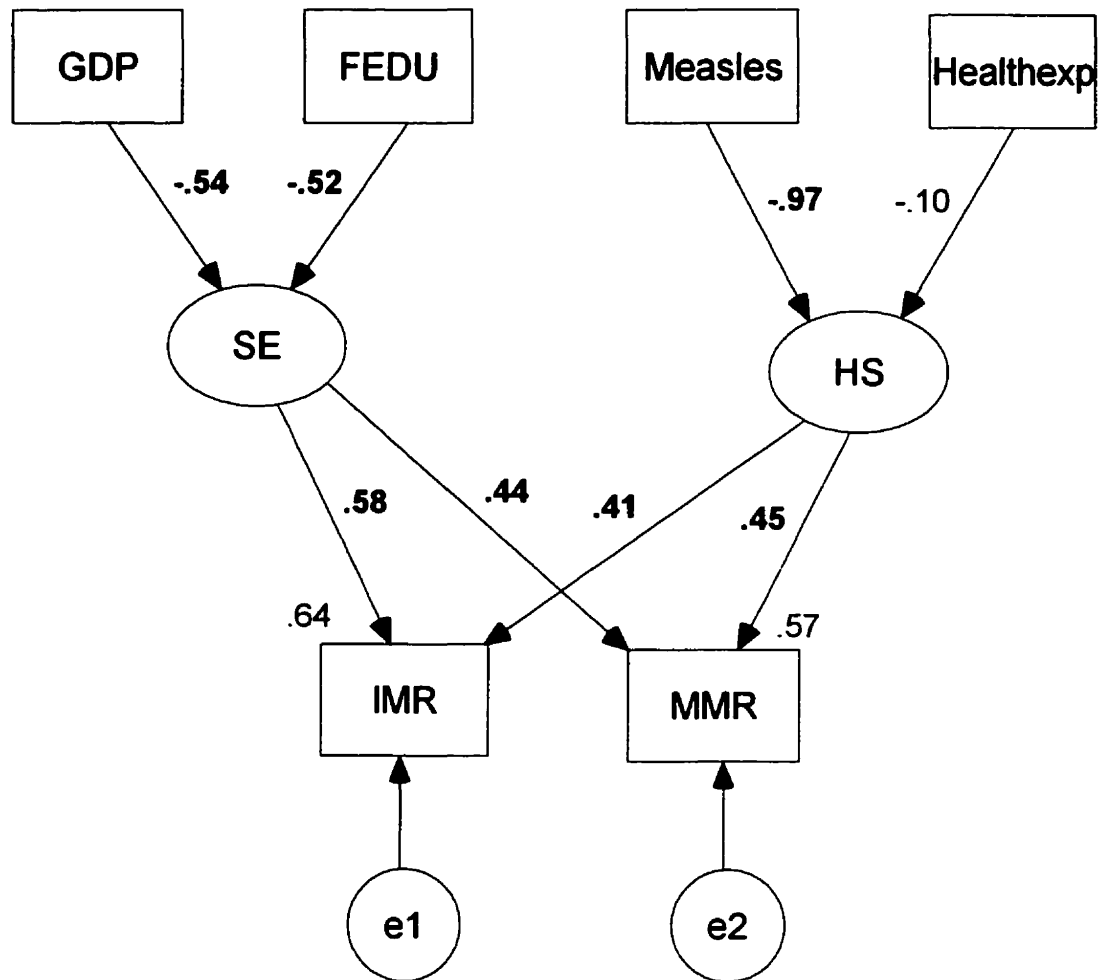 GDP
FEDU
Measles
Healthexp
-.54
-.52
-.97
-.10
SE
HS
.58
.44
.41
.45
.64
.57
IMR
MMR
e1
e2